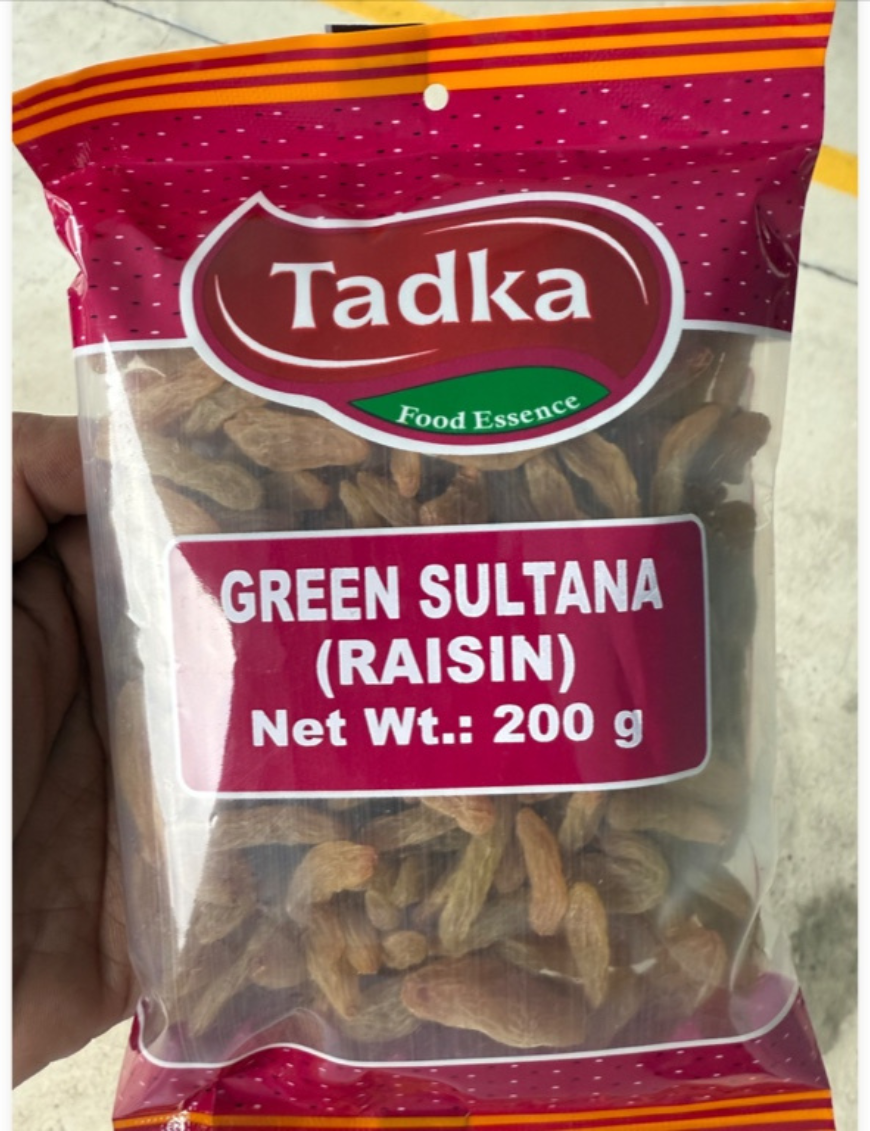 Tadka
Food Essence
GREEN SULTANA
(RAISIN)
Net Wt.: 200 g